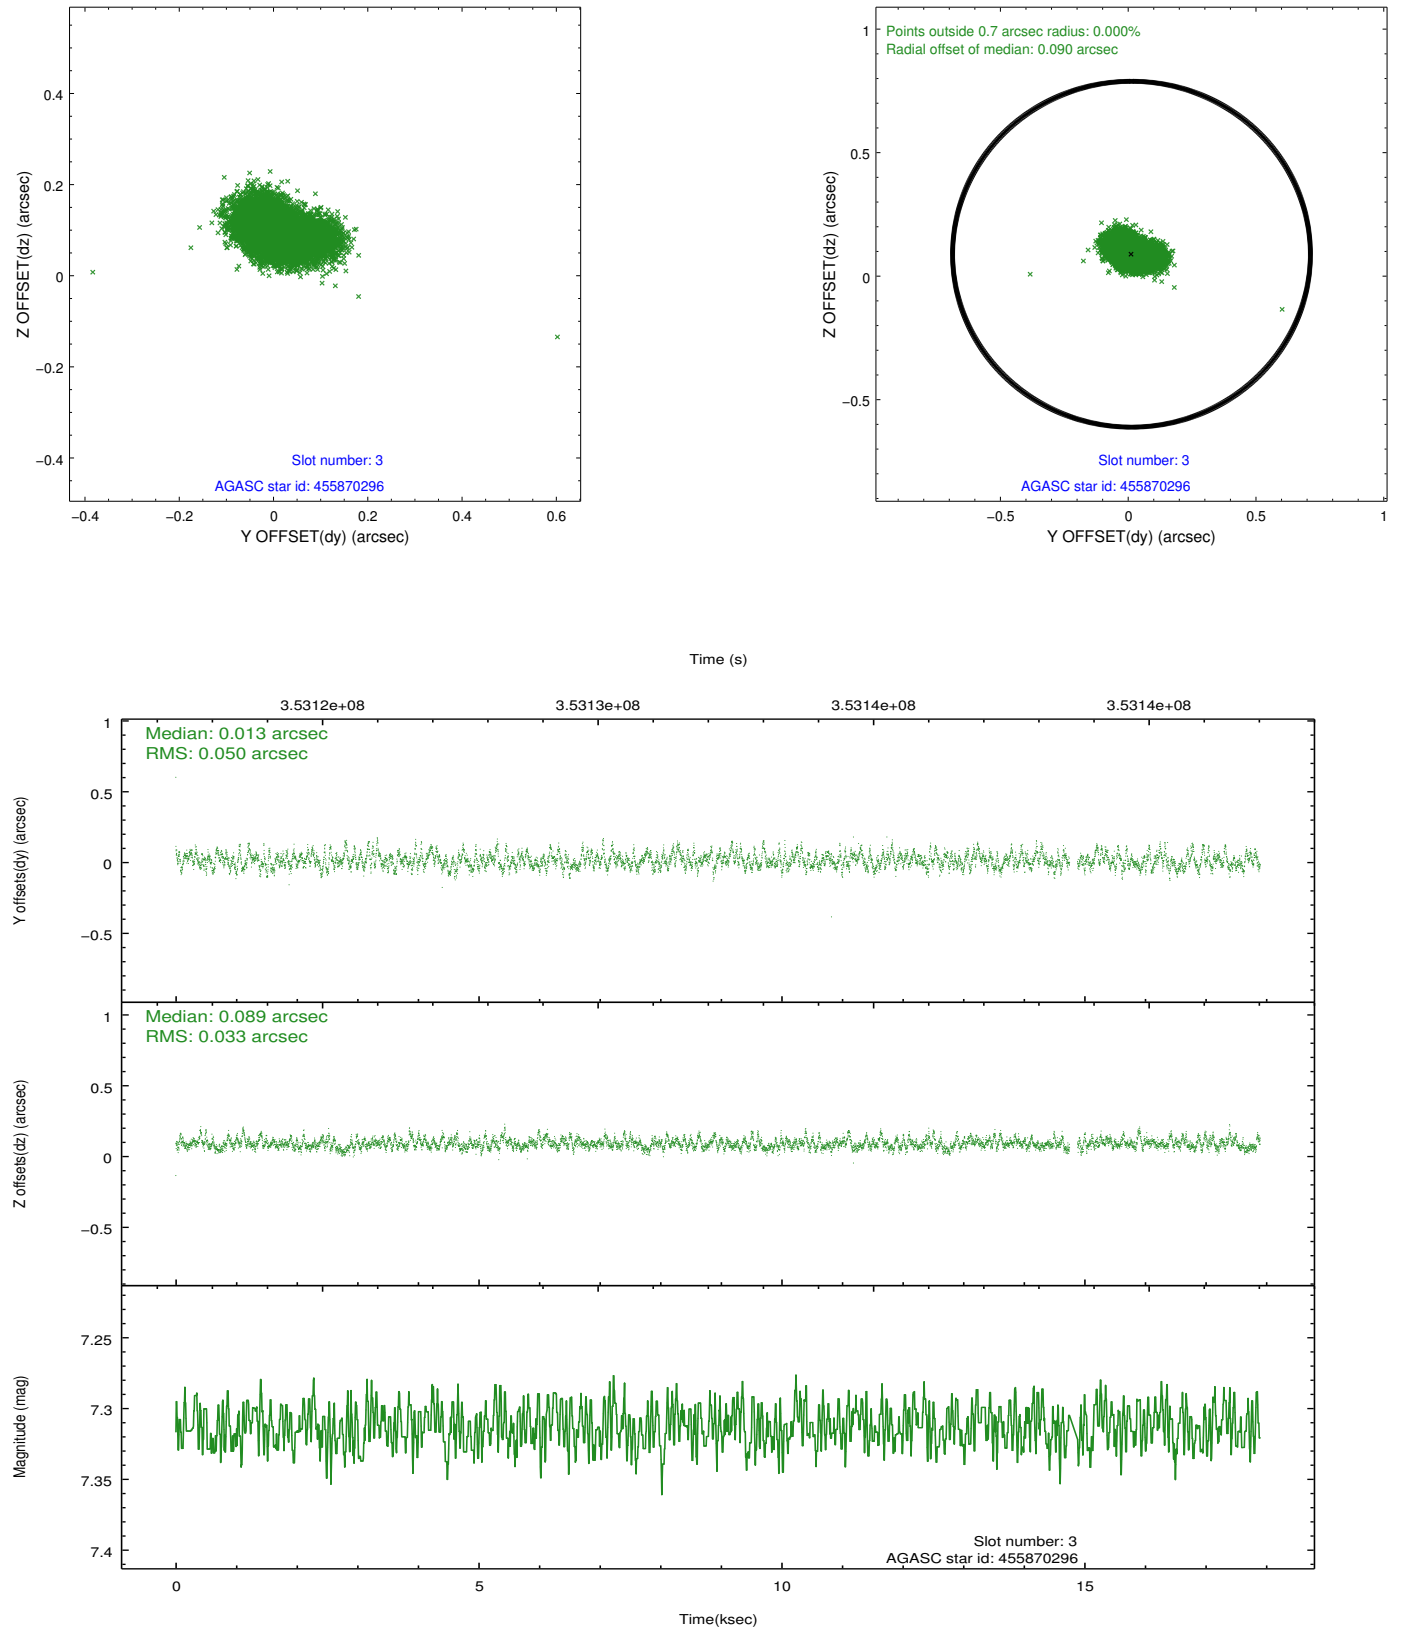 0.4
0.2
0
−0.2
−0.4
Z OFFSET(dz) (arcsec)
Slot number: 3
AGASC star id: 455870296
−0.4
−0.2
0
0.2
0.4
0.6
Y OFFSET(dy) (arcsec)
Points outside 0.7 arcsec radius: 0.000%
Radial offset of median: 0.090 arcsec
1
0.5
0
−0.5
Z OFFSET(dz) (arcsec)
Slot number: 3
AGASC star id: 455870296
−0.5
0
0.5
1
Y OFFSET(dy) (arcsec)
Time (s)
3.5312e+08
3.5313e+08
3.5314e+08
3.5314e+08
Median: 0.013 arcsec
RMS: 0.050 arcsec
1
0.5
0
−0.5
Y offsets(dy) (arcsec)
Median: 0.089 arcsec
RMS: 0.033 arcsec
1
0.5
0
−0.5
Z offsets(dz) (arcsec)
7.25
7.3
7.35
7.4
Magnitude (mag)
Slot number: 3
AGASC star id: 455870296
0
5
10
15
Time(ksec)